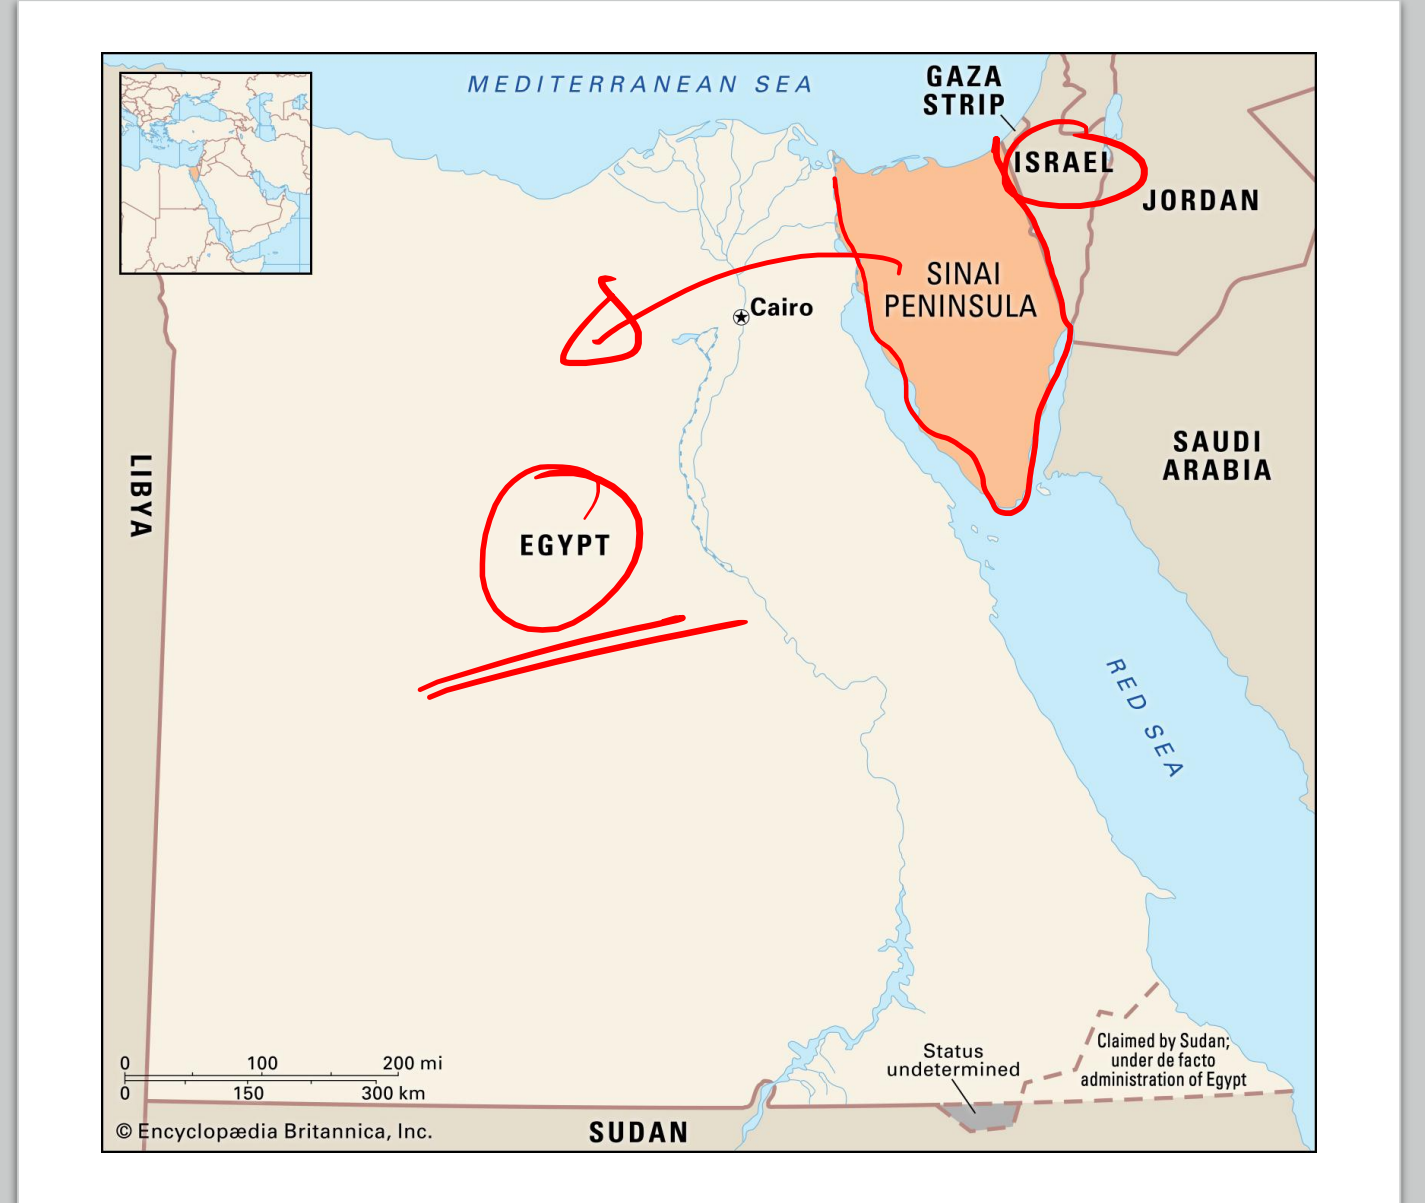 MEDITERRANEAN SEA
GAZA
STRIP
ISRAEL
JORDAN
SINAI
PENINSULA
Cairo
LIBYA
SAUDI
ARABIA
EGYPT
RED SEA
Status
undetermined
Claimed by Sudan;
under de facto
administration of Egypt
0 100 200 mi
0 150 300 km
© Encyclopædia Britannica, Inc.
SUDAN